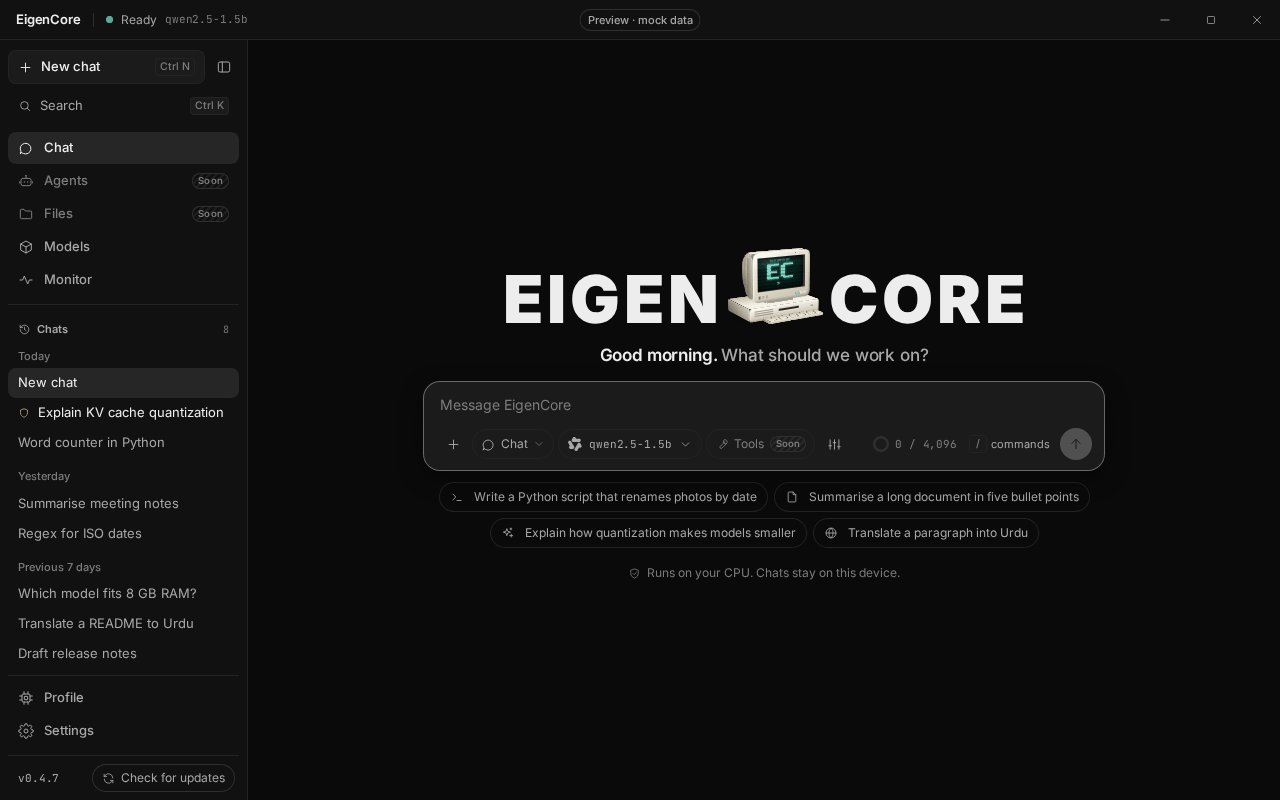 EigenCore Ready qwen2.5-1.5b Preview · mock data
New chat Ctrl N
Search Ctrl K
Chat
Agents Soon
Files Soon
Models
Monitor
Chats 8
Today
New chat
Explain KV cache quantization
Word counter in Python
Yesterday
Summarise meeting notes
Regex for ISO dates
Previous 7 days
Which model fits 8 GB RAM?
Translate a README to Urdu
Draft release notes
Profile
Settings
v0.4.7 Check for updates
EIGEN EC CORE
Good morning. What should we work on?
Message EigenCore
Chat qwen2.5-1.5b Tools Soon 0 / 4,096 / commands
Write a Python script that renames photos by date Summarise a long document in five bullet points
Explain how quantization makes models smaller Translate a paragraph into Urdu
Runs on your CPU. Chats stay on this device.